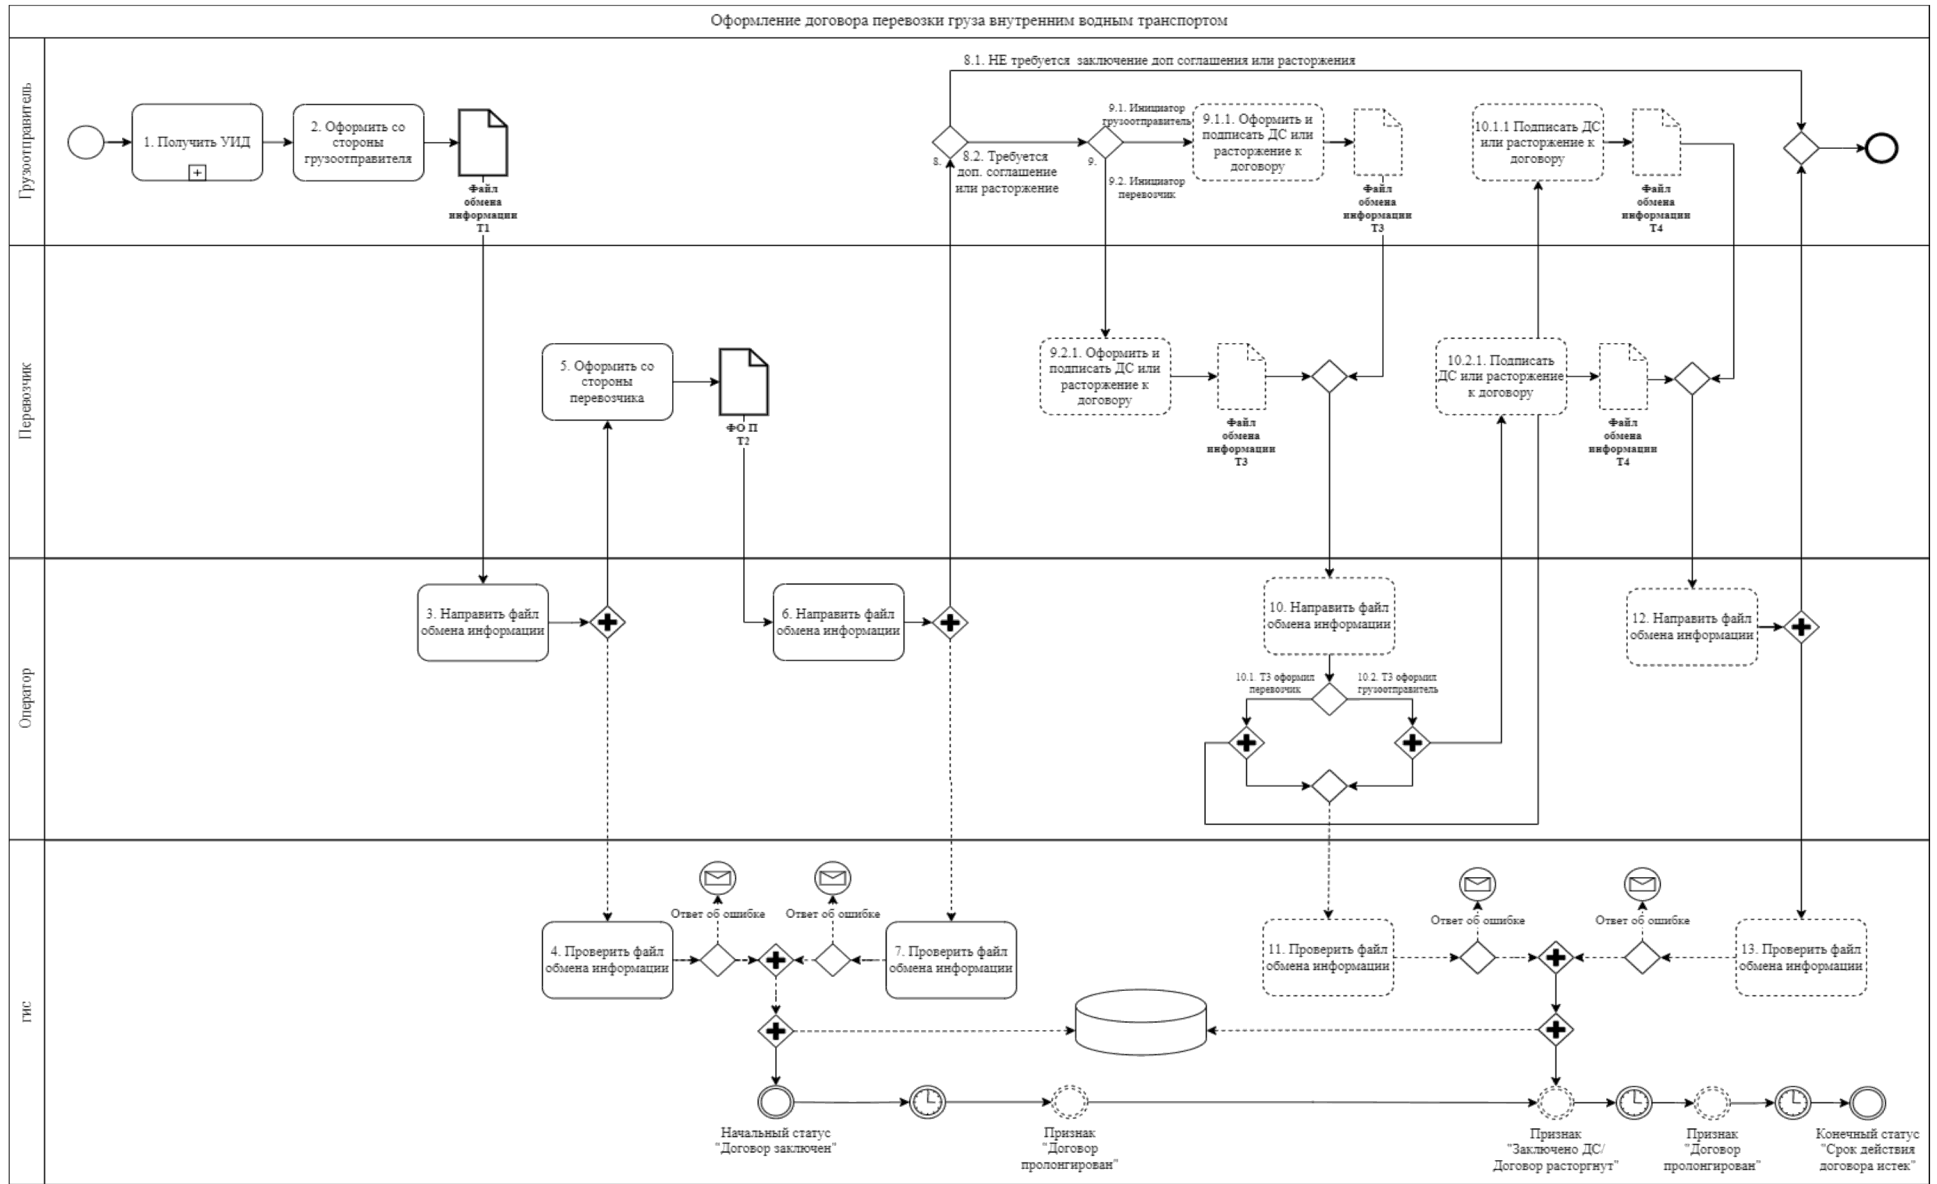 Оформление договора перевозки груза внутренним водным транспортом
Грузоотправитель
1. Получить УИД
2. Оформить со
стороны
грузоотправителя
Файл
обмена
информации
Т1
8.1. НЕ требуется заключение доп соглашения или расторжения
8.
8.2. Требуется
доп. соглашение
или расторжение
9.
9.1. Инициатор
грузоотправитель
9.2. Инициатор
перевозчик
9.1.1. Оформить и
подписать ДС или
расторжение к
договору
Файл
обмена
информации
Т3
10.1.1 Подписать ДС
или расторжение к
договору
Файл
обмена
информации
Т4
Перевозчик
5. Оформить со
стороны
перевозчика
ФО П
Т2
9.2.1. Оформить и
подписать ДС или
расторжение к
договору
Файл
обмена
информации
Т3
10.2.1. Подписать
ДС или расторжение
к договору
Файл
обмена
информации
Т4
Оператор
3. Направить файл
обмена информации
6. Направить файл
обмена информации
10. Направить файл
обмена информации
10.1. Т3 оформил
перевозчик
10.2. Т3 оформил
грузоотправитель
12. Направить файл
обмена информации
ГИС
4. Проверить файл
обмена информации
Ответ об ошибке
Ответ об ошибке
7. Проверить файл
обмена информации
11. Проверить файл
обмена информации
Ответ об ошибке
Ответ об ошибке
13. Проверить файл
обмена информации
Начальный статус
"Договор заключен"
Признак
"Договор
пролонгирован"
Признак
"Заключено ДС/
Договор расторгнут"
Признак
"Договор
пролонгирован"
Конечный статус
"Срок действия
договора истек"